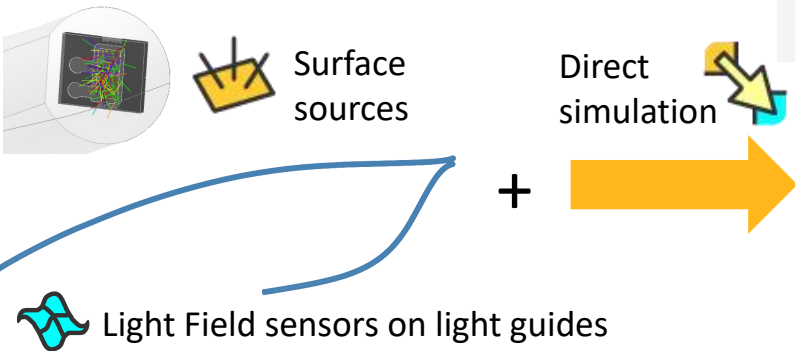 Surface
sources
Direct
simulation
+
Light Field sensors on light guides